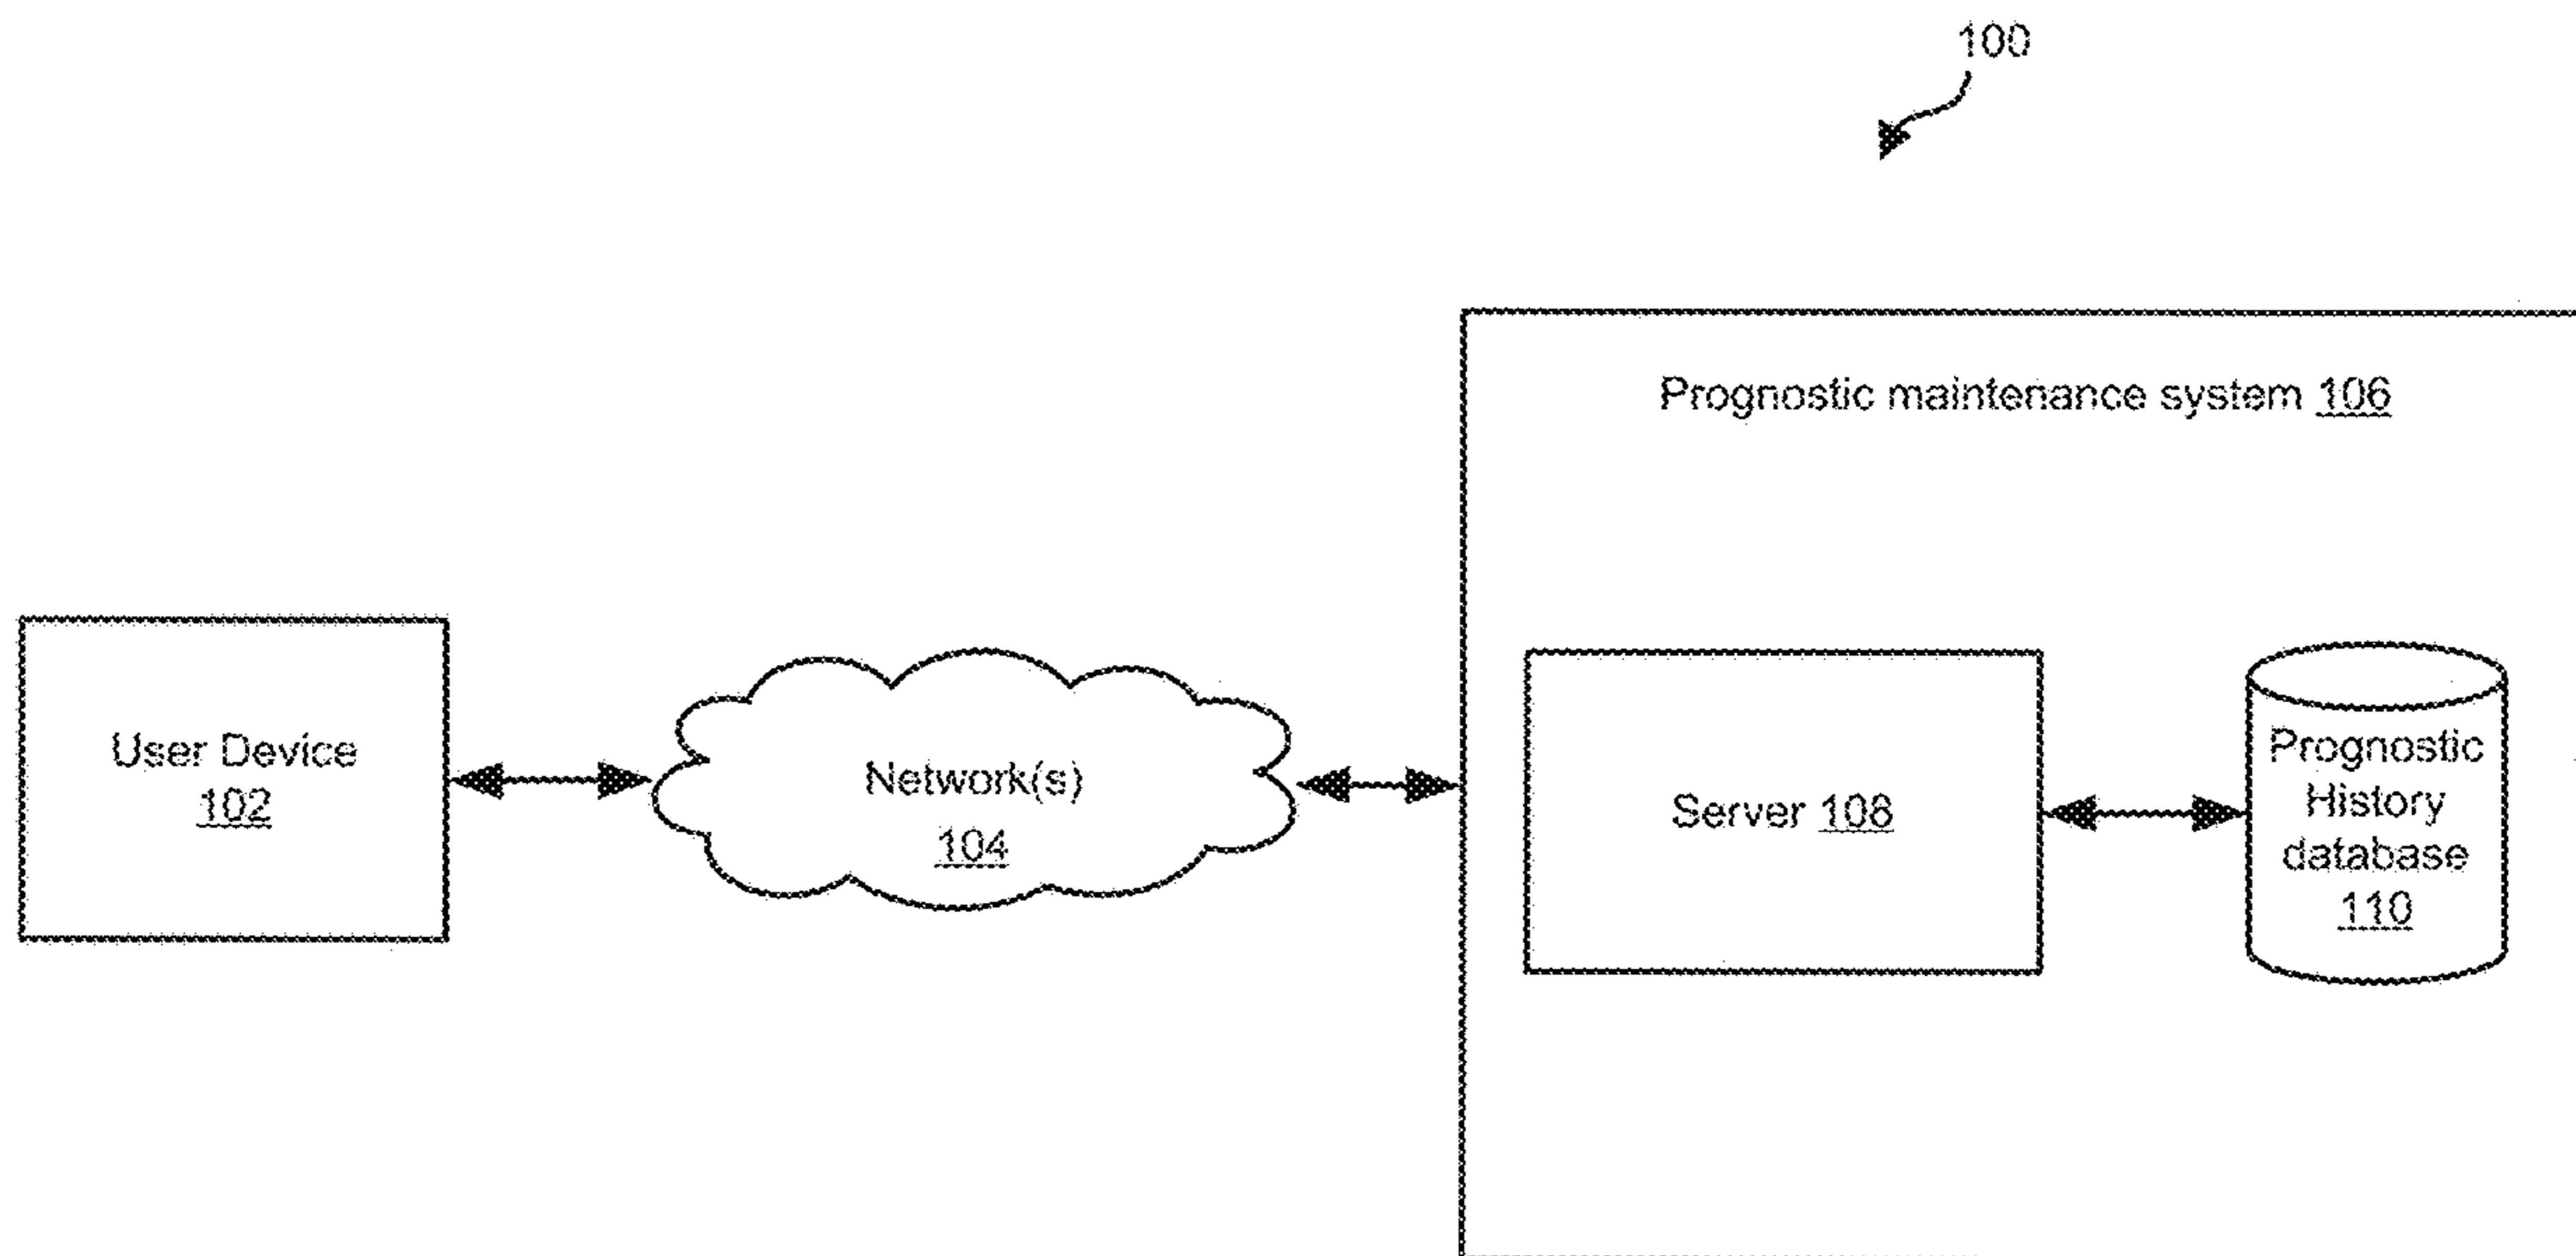 100
Prognostic maintenance system 106
User Device
102
Network(s)
104
Server 108
Prognostic
History
database
110